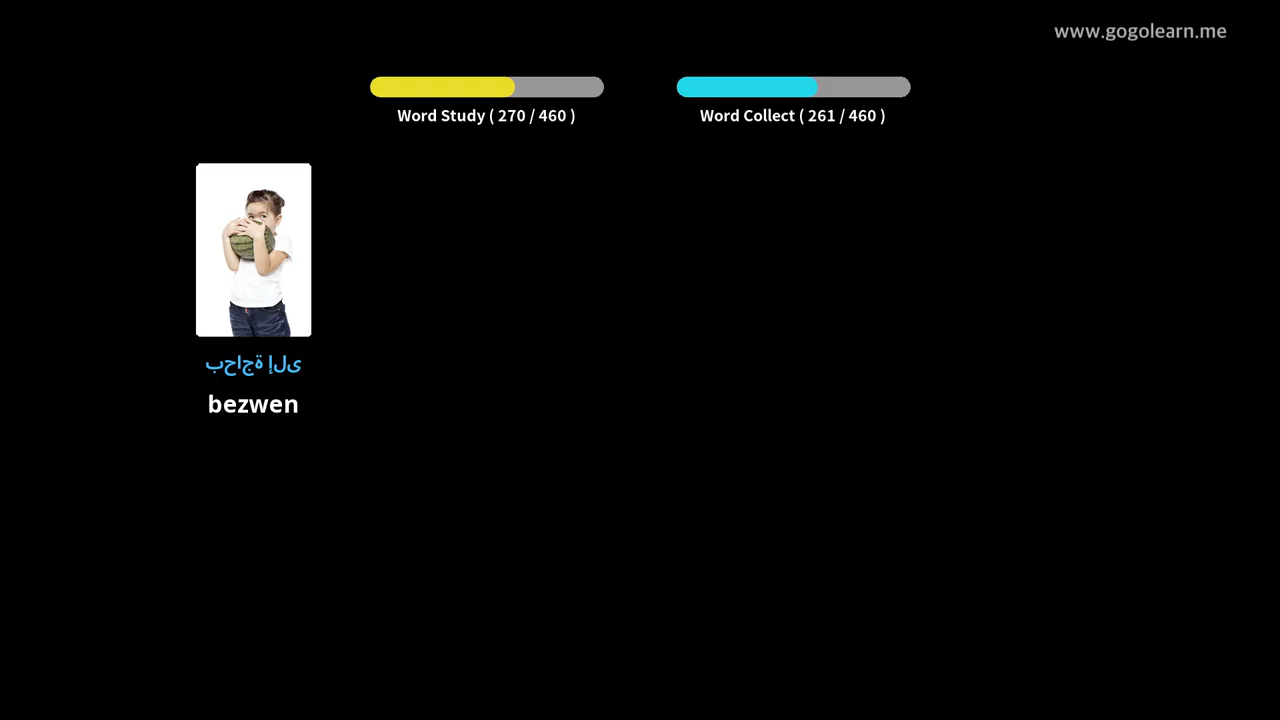 www.gogolearn.me
Word Study ( 270 / 460 )
Word Collect ( 261 / 460 )
بحاجة إلى
bezwen